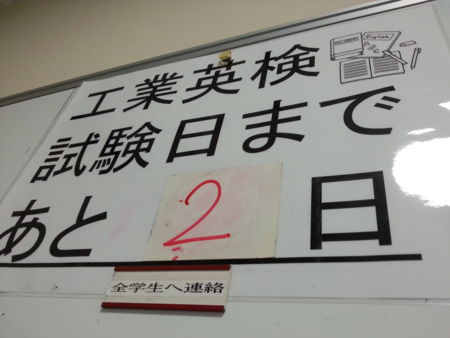 工業英検
English
試験日まで
あと2日
全学生へ連絡